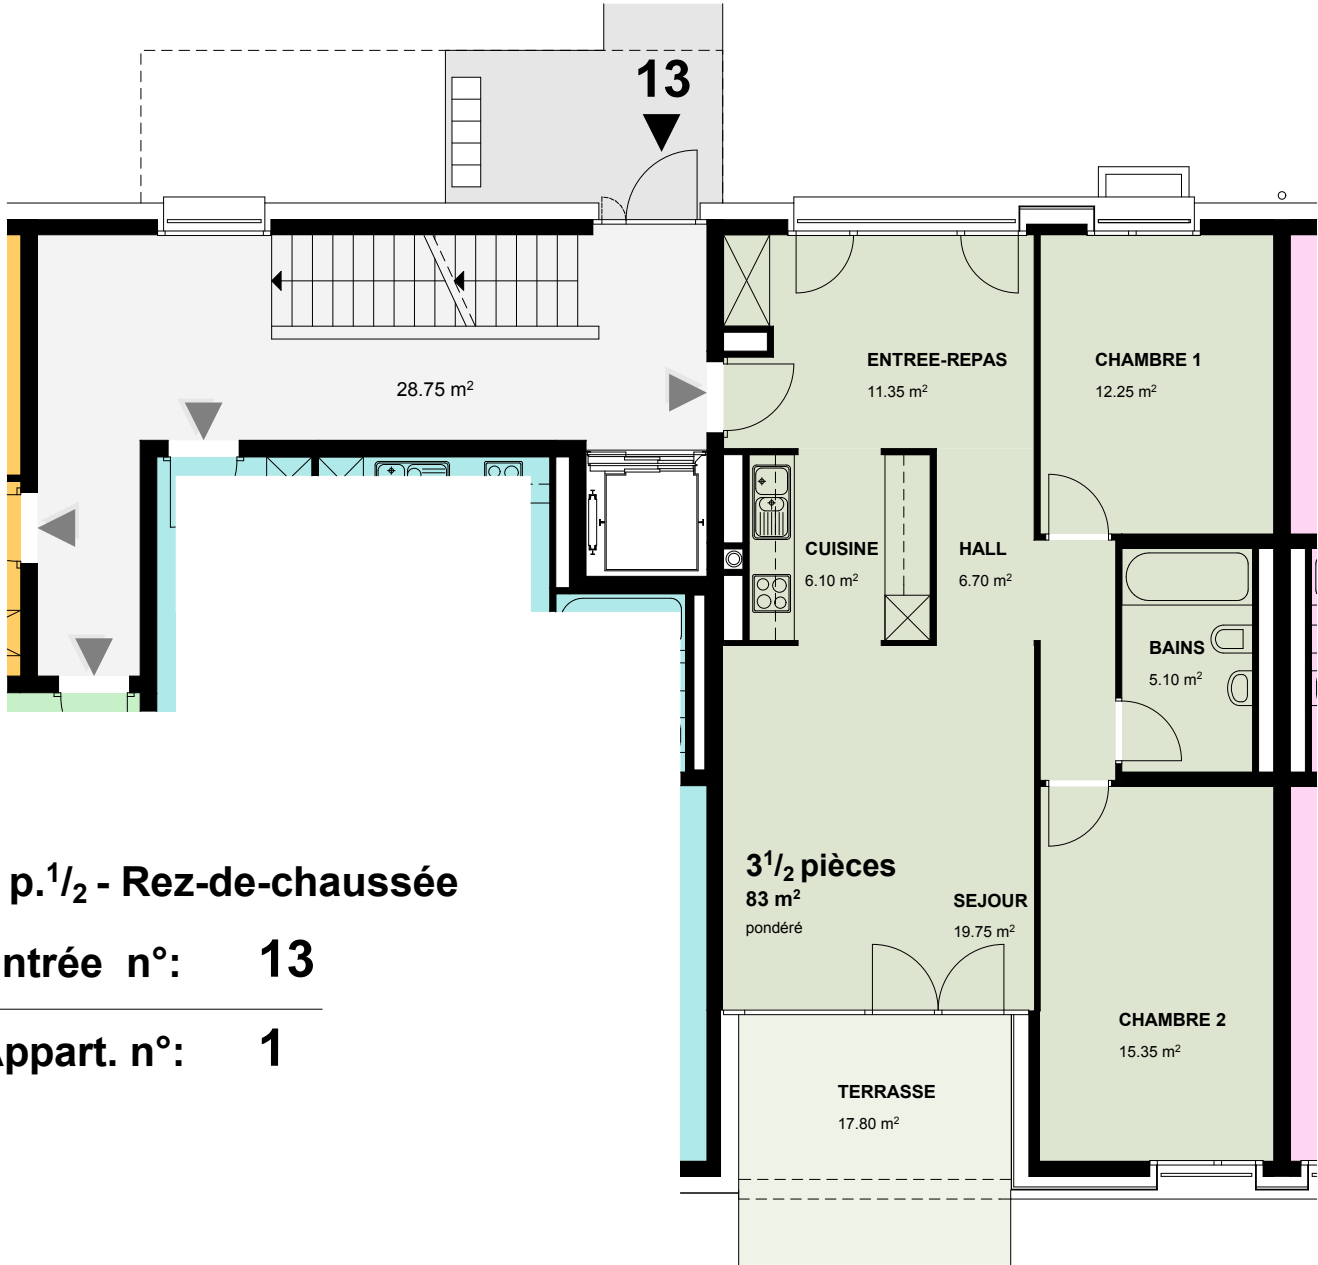 13
ENTREE-REPAS
11.35 m²
CHAMBRE 1
12.25 m²
28.75 m²
CUISINE
6.10 m²
HALL
6.70 m²
BAINS
5.10 m²
3¹/₂ pièces
83 m²
pondéré
SEJOUR
19.75 m²
p.¹/₂ - Rez-de-chaussée
ntrée n°: 13
Appart. n°: 1
CHAMBRE 2
15.35 m²
TERRASSE
17.80 m²